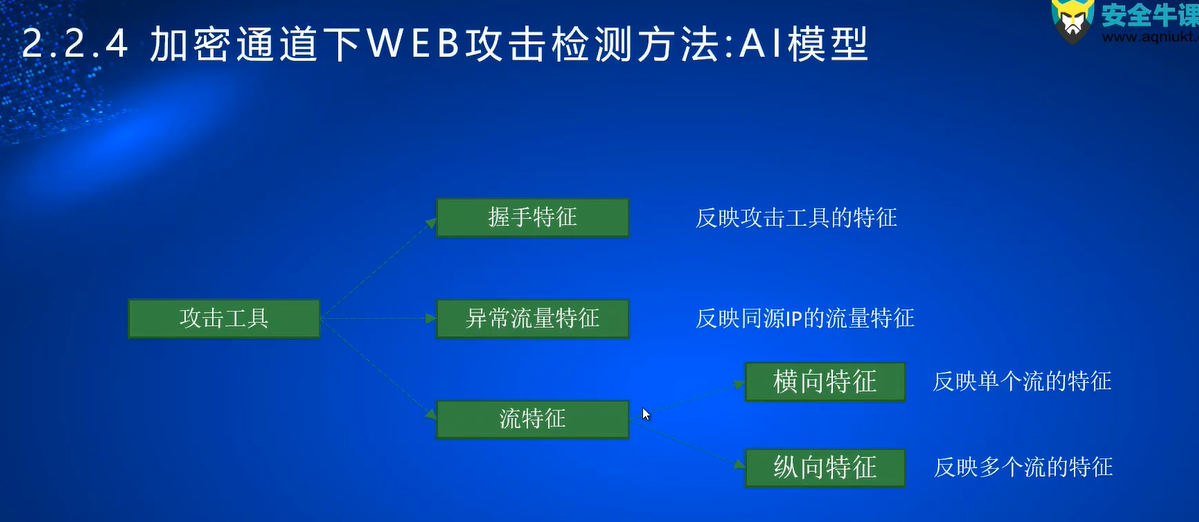 2.2.4 加密通道下WEB攻击检测方法:AI模型
安全牛课
www.aqniukt.
握手特征
反映攻击工具的特征
攻击工具
异常流量特征
反映同源IP的流量特征
横向特征
反映单个流的特征
流特征
纵向特征
反映多个流的特征